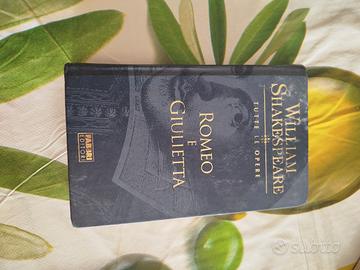 WILLIAM
SHAKESPEARE
TUTTE LE OPERE
ROMEO
E
GIULIETTA
FABBRI
EDITORI
subito